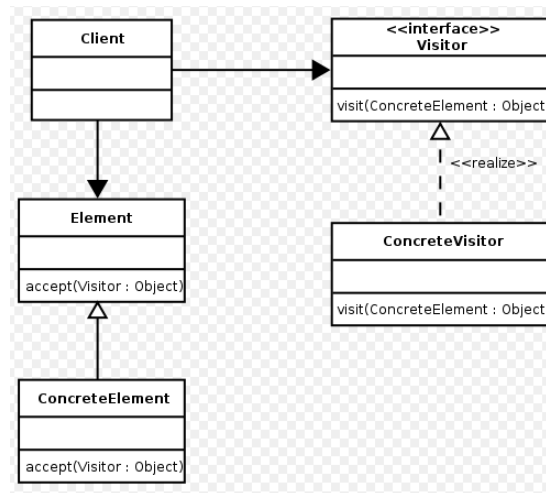 Client
<<interface>>
Visitor
visit(ConcreteElement : Object
<<realize>>
Element
accept(Visitor : Object)
ConcreteVisitor
visit(ConcreteElement : Object
ConcreteElement
accept(Visitor : Object)